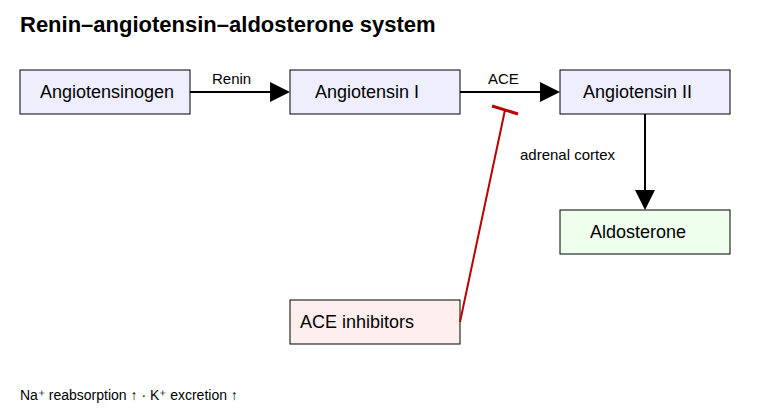 Renin–angiotensin–aldosterone system
Angiotensinogen
Renin
Angiotensin I
ACE
Angiotensin II
adrenal cortex
Aldosterone
ACE inhibitors
Na⁺ reabsorption ↑ · K⁺ excretion ↑